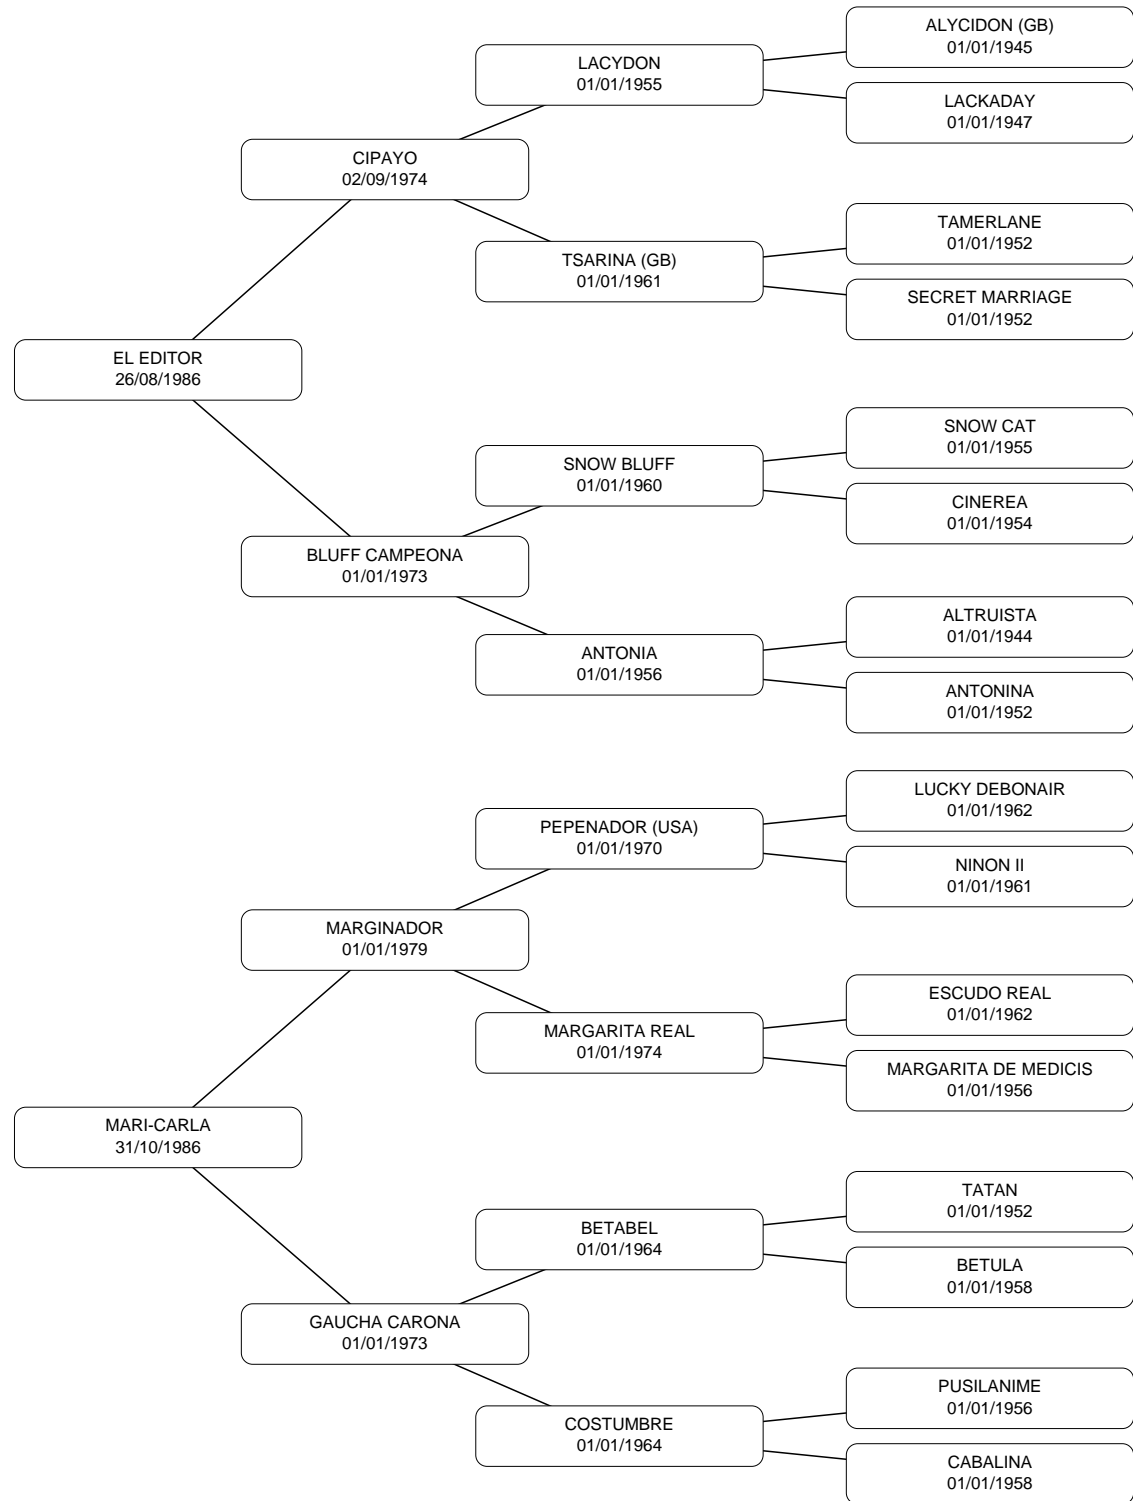 ALYCIDON (GB)
01/01/1945
LACYDON
01/01/1955
LACKADAY
01/01/1947
CIPAYO
02/09/1974
TAMERLANE
01/01/1952
TSARINA (GB)
01/01/1961
SECRET MARRIAGE
01/01/1952
EL EDITOR
26/08/1986
SNOW CAT
01/01/1955
SNOW BLUFF
01/01/1960
CINEREA
01/01/1954
BLUFF CAMPEONA
01/01/1973
ALTRUISTA
01/01/1944
ANTONIA
01/01/1956
ANTONINA
01/01/1952
LUCKY DEBONAIR
01/01/1962
PEPENADOR (USA)
01/01/1970
NINON II
01/01/1961
MARGINADOR
01/01/1979
ESCUDO REAL
01/01/1962
MARGARITA REAL
01/01/1974
MARGARITA DE MEDICIS
01/01/1956
MARI-CARLA
31/10/1986
TATAN
01/01/1952
BETABEL
01/01/1964
BETULA
01/01/1958
GAUCHA CARONA
01/01/1973
PUSILANIME
01/01/1956
COSTUMBRE
01/01/1964
CABALINA
01/01/1958